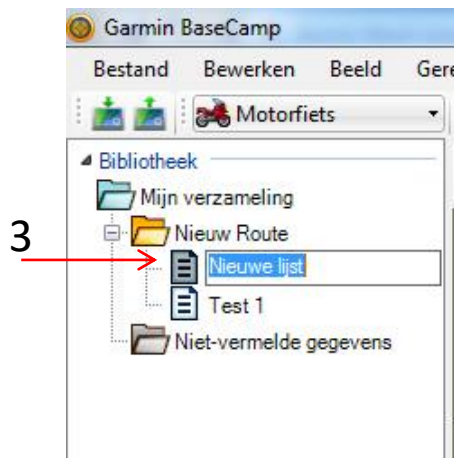 Garmin BaseCamp
Bestand Bewerken Beeld Gere
Motorfiets
Bibliotheek
Mijn verzameling
Nieuw Route
3 Nieuwe lijst
Test 1
Niet-vermelde gegevens